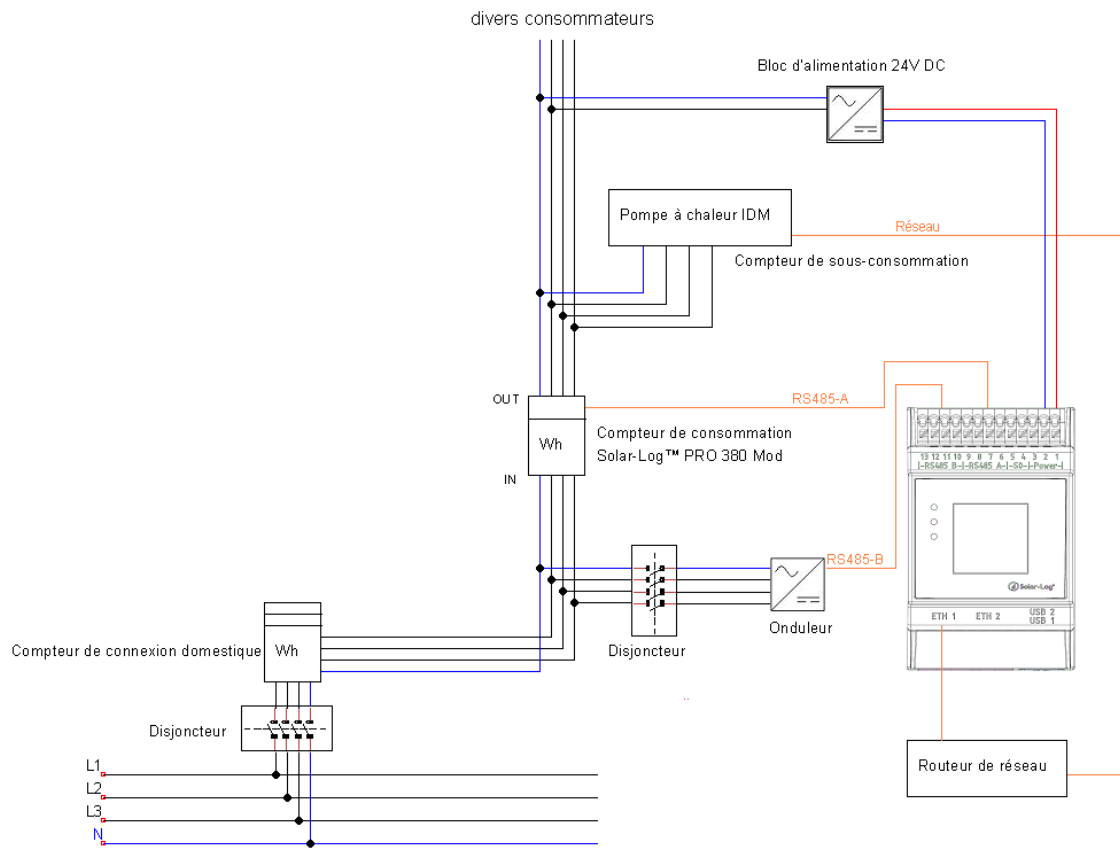 divers consommateurs
Bloc d'alimentation 24V DC
Pompe à chaleur IDM
Réseau
Compteur de sous-consommation
OUT
RS485-A
Wh
Compteur de consommation
Solar-Log™ PRO 380 Mod
IN
13 12 11 10 9 8 7 6 5 4 3 2 1
|-RS485_B-|-RS485_A-|-S0-|-Power-|
RS485-B
Solar-Log®
ETH 1 ETH 2 USB 2
USB 1
Onduleur
Disjoncteur
Compteur de connexion domestique
Wh
Disjoncteur
Routeur de réseau
L1
L2
L3
N